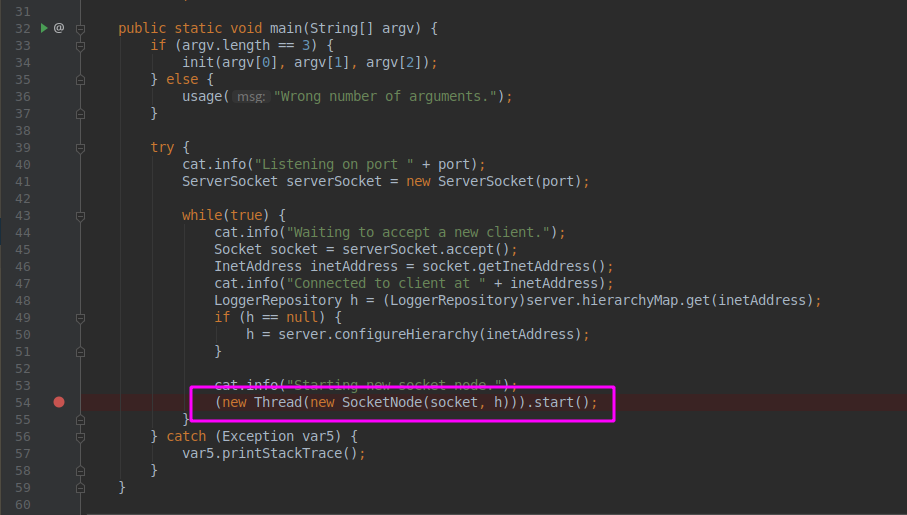 31
32 @ public static void main(String[] argv) {
33 if (argv.length == 3) {
34 init(argv[0], argv[1], argv[2]);
35 } else {
36 usage( msg: "Wrong number of arguments.");
37 }
38
39 try {
40 cat.info("Listening on port " + port);
41 ServerSocket serverSocket = new ServerSocket(port);
42
43 while(true) {
44 cat.info("Waiting to accept a new client.");
45 Socket socket = serverSocket.accept();
46 InetAddress inetAddress = socket.getInetAddress();
47 cat.info("Connected to client at " + inetAddress);
48 LoggerRepository h = (LoggerRepository)server.hierarchyMap.get(inetAddress);
49 if (h == null) {
50 h = server.configureHierarchy(inetAddress);
51 }
52
53 cat.info("Starting new socket node.");
54 (new Thread(new SocketNode(socket, h))).start();
55 }
56 } catch (Exception var5) {
57 var5.printStackTrace();
58 }
59 }
60